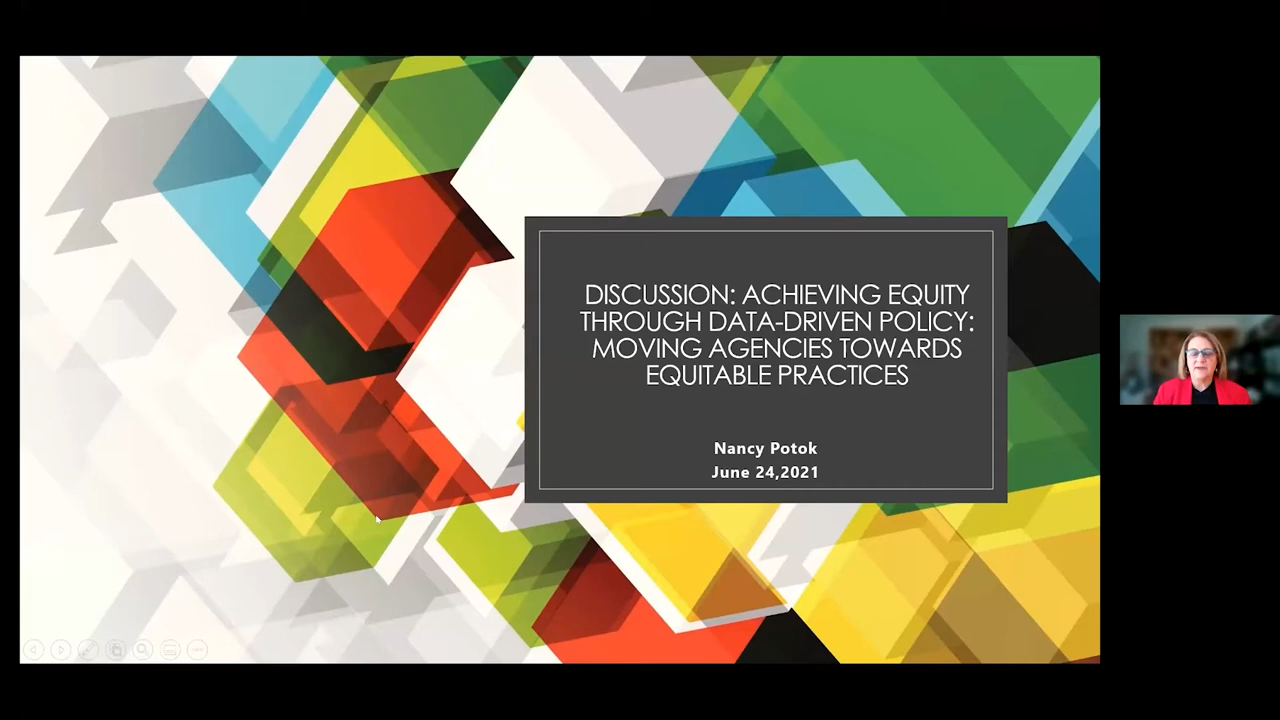 DISCUSSION: ACHIEVING EQUITY
THROUGH DATA-DRIVEN POLICY:
MOVING AGENCIES TOWARDS
EQUITABLE PRACTICES
Nancy Potok
June 24,2021